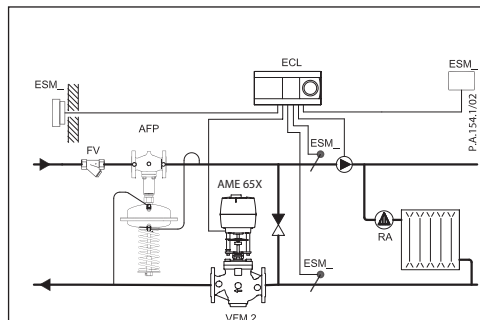 ECL
ESM_
ESM_
P.A.154.1/02
AFP
FV
ESM_
AME 65X
RA
ESM_
VFM 2